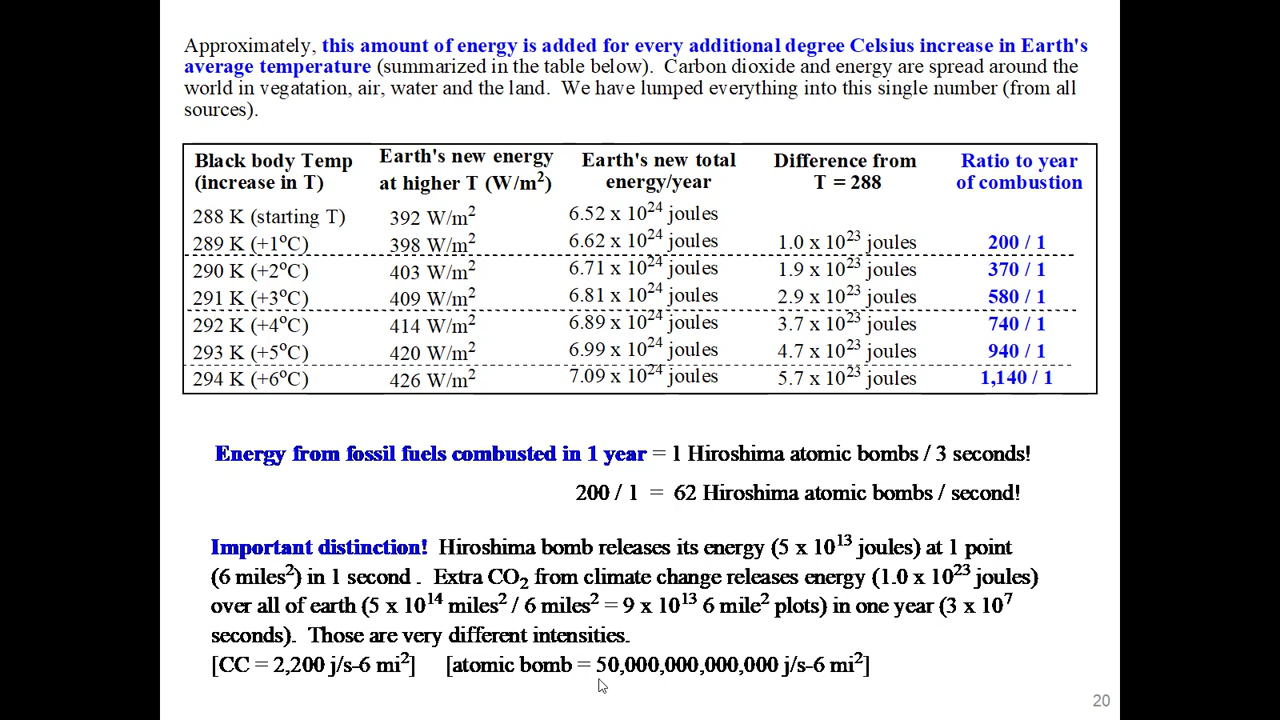 Approximately, this amount of energy is added for every additional degree Celsius increase in Earth's
average temperature (summarized in the table below).  Carbon dioxide and energy are spread around the
world in vegatation, air, water and the land.  We have lumped everything into this single number (from all
sources).
Black body Temp (increase in T) | Earth's new energy at higher T (W/m²) | Earth's new total energy/year | Difference from T = 288 | Ratio to year of combustion
288 K (starting T) 392 W/m² 6.52 x 10²⁴ joules
289 K (+1°C) 398 W/m² 6.62 x 10²⁴ joules 1.0 x 10²³ joules 200 / 1
290 K (+2°C) 403 W/m² 6.71 x 10²⁴ joules 1.9 x 10²³ joules 370 / 1
291 K (+3°C) 409 W/m² 6.81 x 10²⁴ joules 2.9 x 10²³ joules 580 / 1
292 K (+4°C) 414 W/m² 6.89 x 10²⁴ joules 3.7 x 10²³ joules 740 / 1
293 K (+5°C) 420 W/m² 6.99 x 10²⁴ joules 4.7 x 10²³ joules 940 / 1
294 K (+6°C) 426 W/m² 7.09 x 10²⁴ joules 5.7 x 10²³ joules 1,140 / 1
Energy from fossil fuels combusted in 1 year = 1 Hiroshima atomic bombs / 3 seconds!
200 / 1 = 62 Hiroshima atomic bombs / second!
Important distinction! Hiroshima bomb releases its energy (5 x 10¹³ joules) at 1 point
(6 miles²) in 1 second . Extra CO₂ from climate change releases energy (1.0 x 10²³ joules)
over all of earth (5 x 10¹⁴ miles² / 6 miles² = 9 x 10¹³ 6 mile² plots) in one year (3 x 10⁷
seconds). Those are very different intensities.
[CC = 2,200 j/s-6 mi²] [atomic bomb = 50,000,000,000,000 j/s-6 mi²]
20